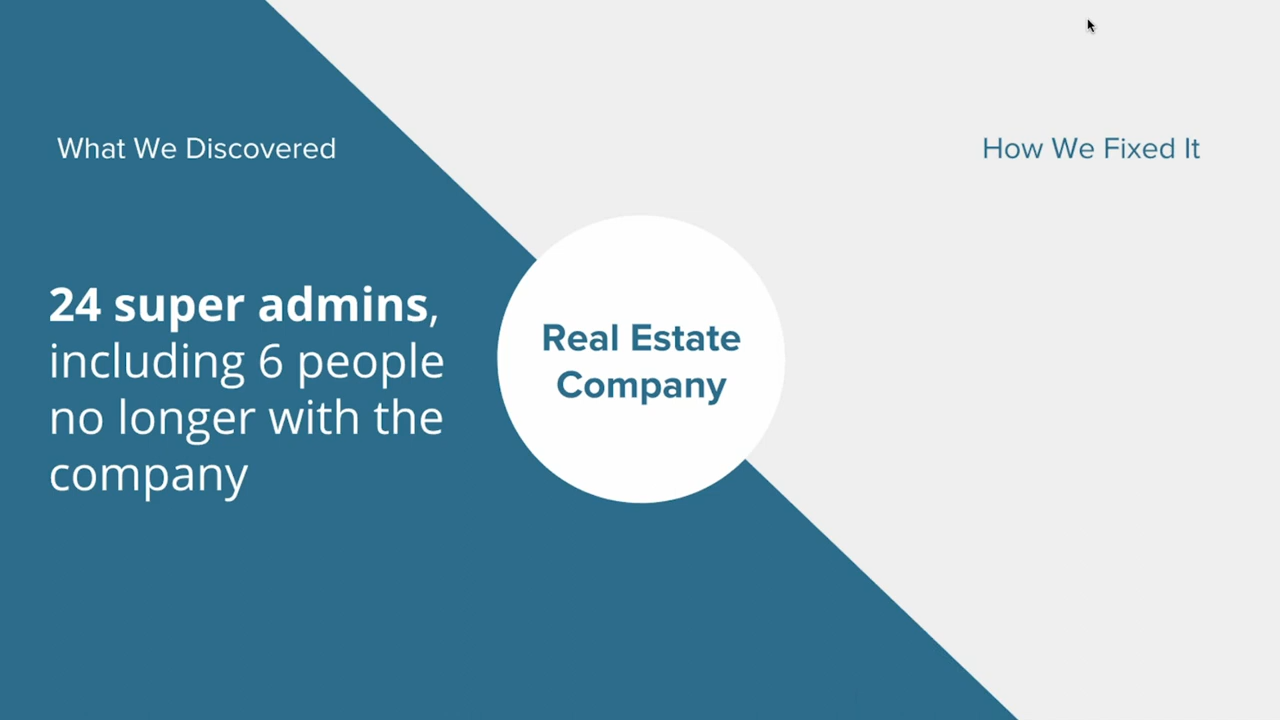 What We Discovered
How We Fixed It
24 super admins,
including 6 people
no longer with the
company
Real Estate
Company